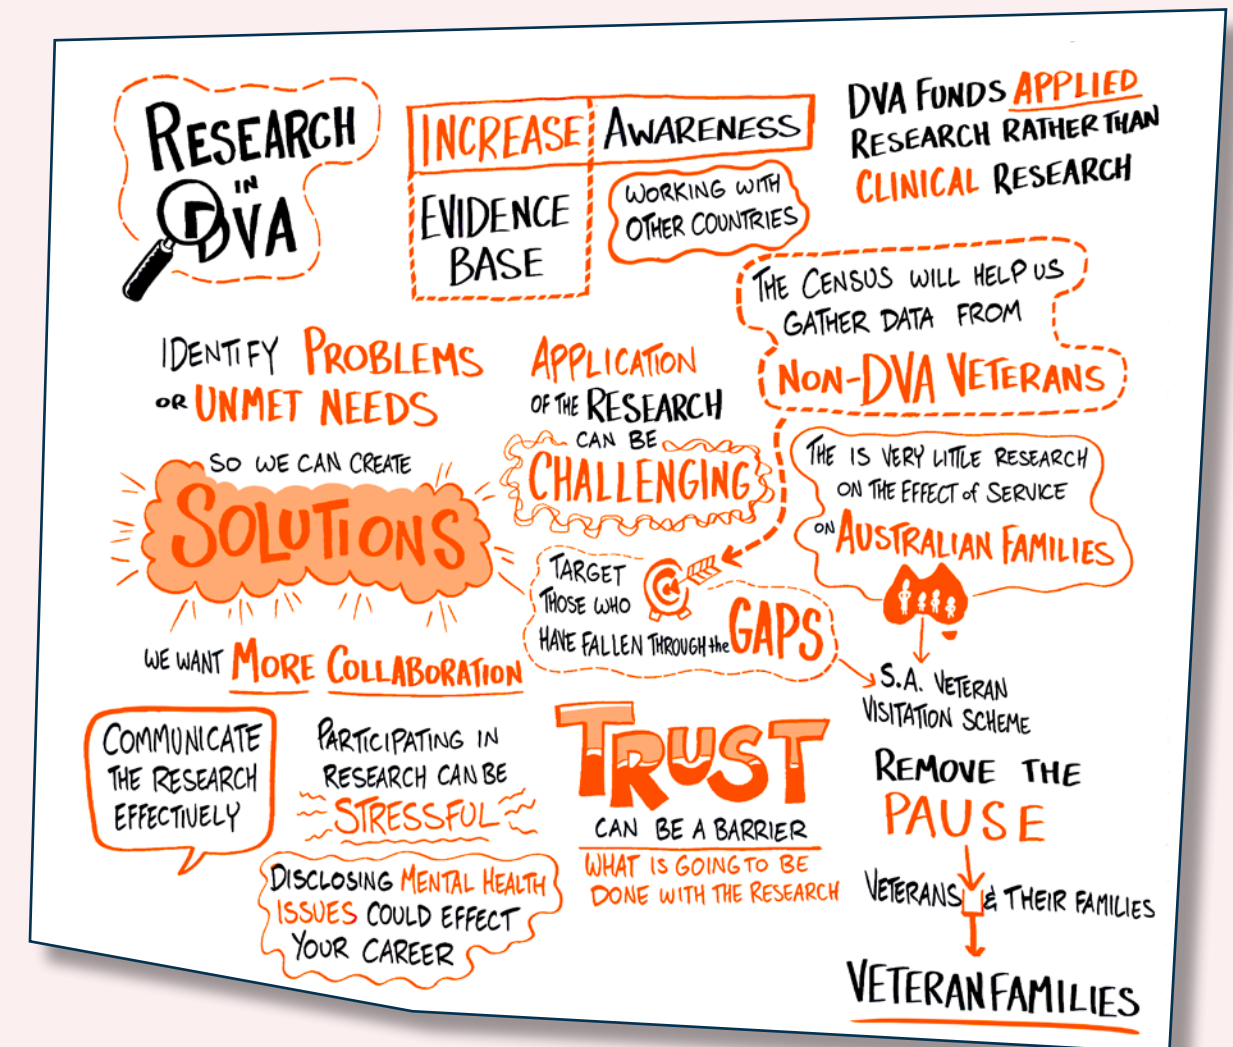 RESEARCH
IN
DVA
INCREASE AWARENESS
EVIDENCE
BASE
WORKING WITH
OTHER COUNTRIES
DVA FUNDS APPLIED
RESEARCH RATHER THAN
CLINICAL RESEARCH
THE CENSUS WILL HELP US
GATHER DATA FROM
NON-DVA VETERANS
IDENTIFY PROBLEMS
OR UNMET NEEDS
SO WE CAN CREATE
SOLUTIONS
APPLICATION
OF THE RESEARCH
CAN BE
CHALLENGING
THE IS VERY LITTLE RESEARCH
ON THE EFFECT of SERVICE
ON AUSTRALIAN FAMILIES
TARGET
THOSE WHO
HAVE FALLEN THROUGH the GAPS
S.A. VETERAN
VISITATION SCHEME
WE WANT MORE COLLABORATION
COMMUNICATE
THE RESEARCH
EFFECTIVELY
PARTICIPATING IN
RESEARCH CAN BE
STRESSFUL
DISCLOSING MENTAL HEALTH
ISSUES COULD EFFECT
YOUR CAREER
TRUST
CAN BE A BARRIER
WHAT IS GOING TO BE
DONE WITH THE RESEARCH
REMOVE THE
PAUSE
VETERANS & THEIR FAMILIES
VETERAN FAMILIES